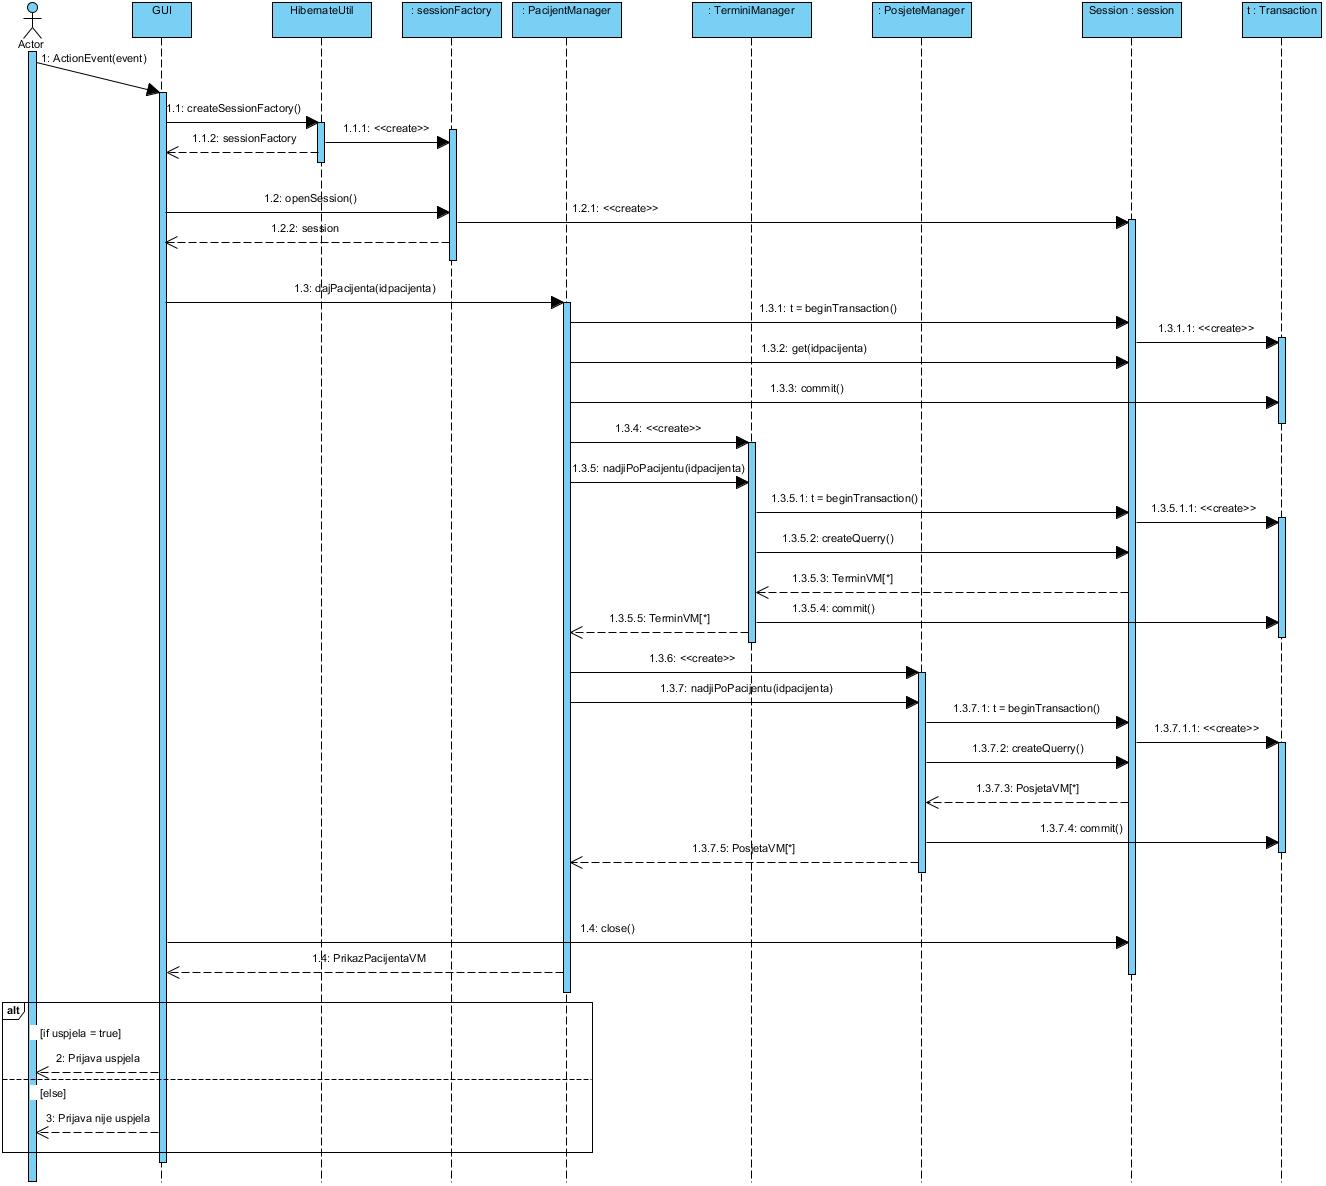 GUI
HibernateUtil
: sessionFactory
: PacijentManager
: TerminiManager
: PosjeteManager
Session : session
t : Transaction
Actor
1: ActionEvent(event)
1.1: createSessionFactory()
1.1.1: <<create>>
1.1.2: sessionFactory
1.2: openSession()
1.2.1: <<create>>
1.2.2: session
1.3: dajPacijenta(idpacijenta)
1.3.1: t = beginTransaction()
1.3.1.1: <<create>>
1.3.2: get(idpacijenta)
1.3.3: commit()
1.3.4: <<create>>
1.3.5: nadjiPoPacijentu(idpacijenta)
1.3.5.1: t = beginTransaction()
1.3.5.1.1: <<create>>
1.3.5.2: createQuerry()
1.3.5.3: TerminVM[*]
1.3.5.4: commit()
1.3.5.5: TerminVM[*]
1.3.6: <<create>>
1.3.7: nadjiPoPacijentu(idpacijenta)
1.3.7.1: t = beginTransaction()
1.3.7.1.1: <<create>>
1.3.7.2: createQuerry()
1.3.7.3: PosjetaVM[*]
1.3.7.4: commit()
1.3.7.5: PosjetaVM[*]
1.4: close()
1.4: PrikazPacijentaVM
alt
[if uspjela = true]
2: Prijava uspjela
[else]
3: Prijava nije uspjela